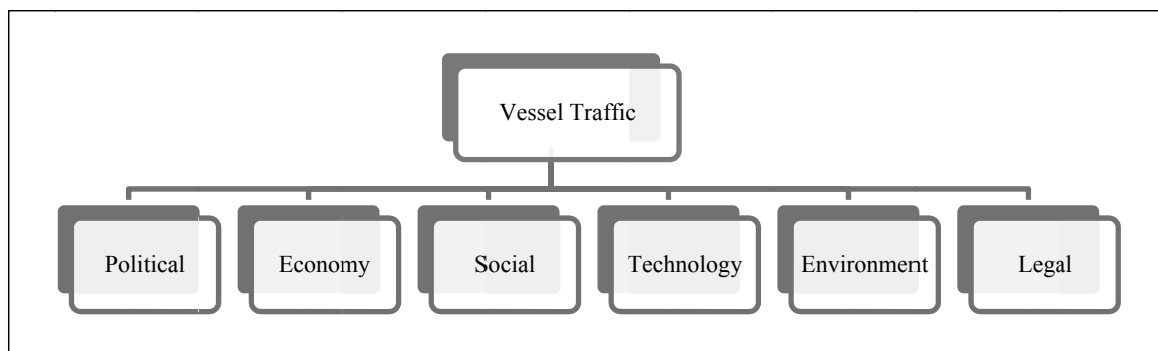 Vessel Traffic
Political
Economy
Social
Technology
Environment
Legal